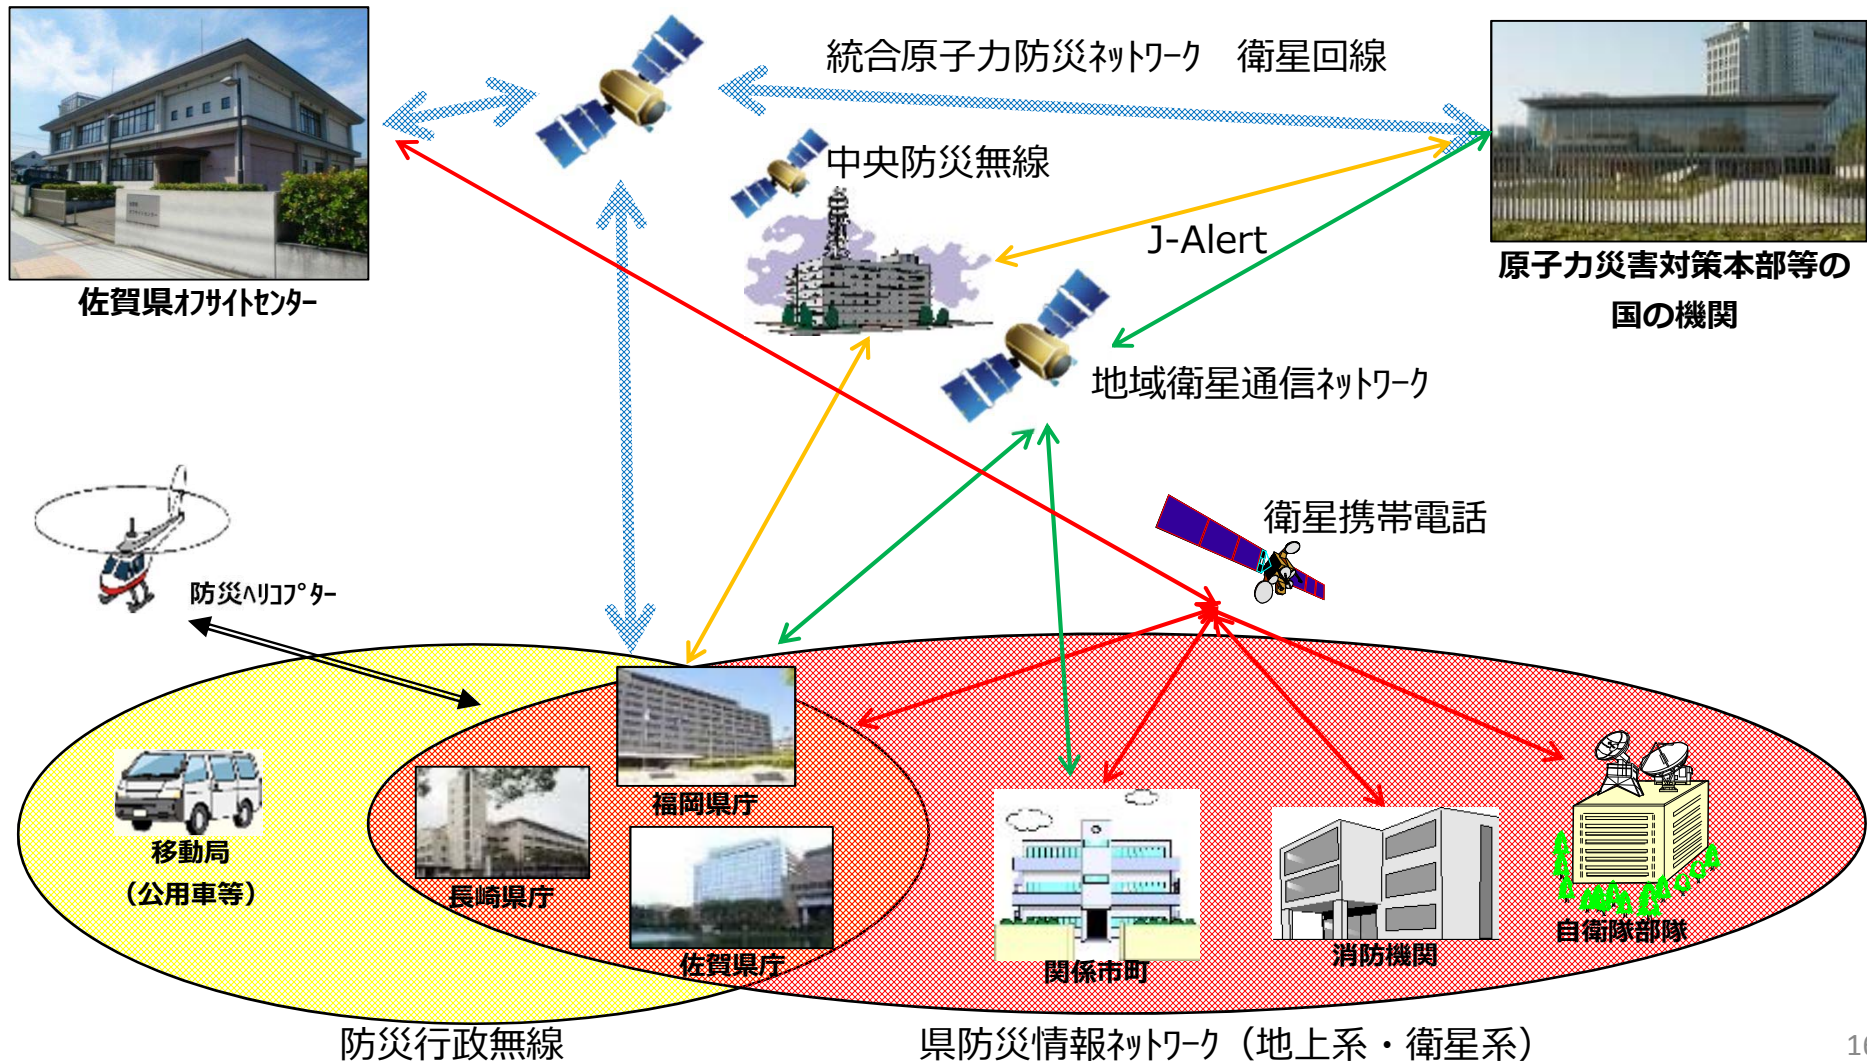 統合原子力防災ﾈｯﾄﾜｰｸ　衛星回線
中央防災無線
J-Alert
佐賀県ｵﾌｻｲﾄｾﾝﾀｰ
原子力災害対策本部等の
国の機関
地域衛星通信ﾈｯﾄﾜｰｸ
衛星携帯電話
防災ﾍﾘｺﾌﾟﾀｰ
移動局
（公用車等）
福岡県庁
長崎県庁
佐賀県庁
関係市町
消防機関
自衛隊部隊
防災行政無線
県防災情報ﾈｯﾄﾜｰｸ（地上系・衛星系）